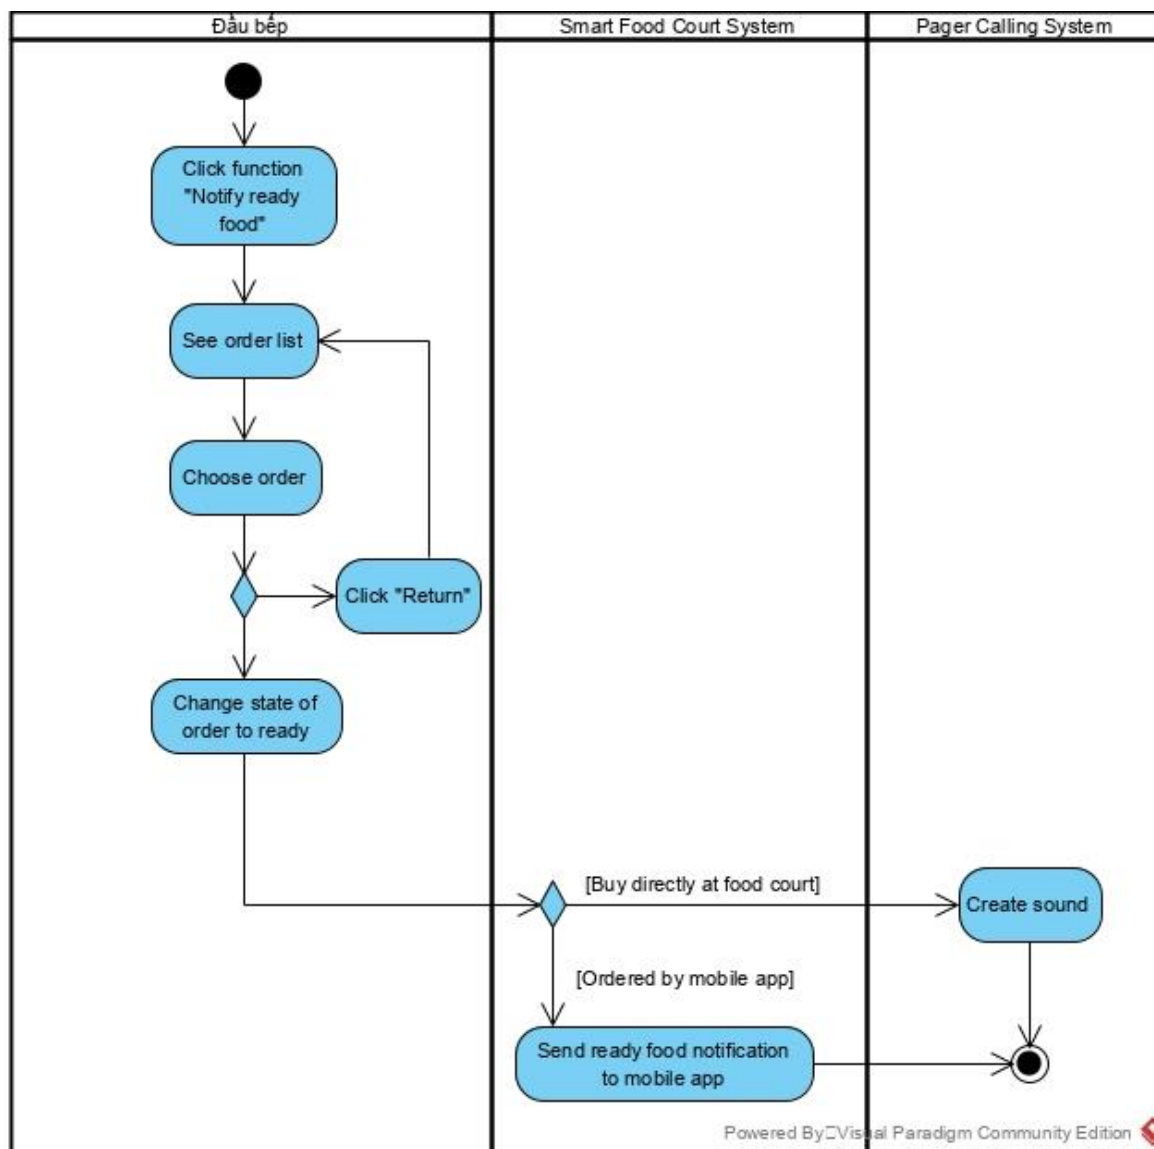 Đầu bếp
Smart Food Court System
Pager Calling System
Click function
"Notify ready
food"
See order list
Choose order
Click "Return"
Change state of
order to ready
[Buy directly at food court]
Create sound
[Ordered by mobile app]
Send ready food notification
to mobile app
Powered By Visual Paradigm Community Edition